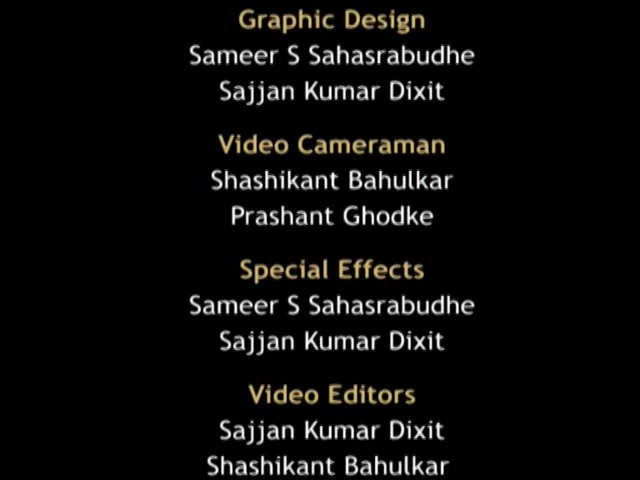 Graphic Design
Sameer S Sahasrabudhe
Sajjan Kumar Dixit
Video Cameraman
Shashikant Bahulkar
Prashant Ghodke
Special Effects
Sameer S Sahasrabudhe
Sajjan Kumar Dixit
Video Editors
Sajjan Kumar Dixit
Shashikant Bahulkar